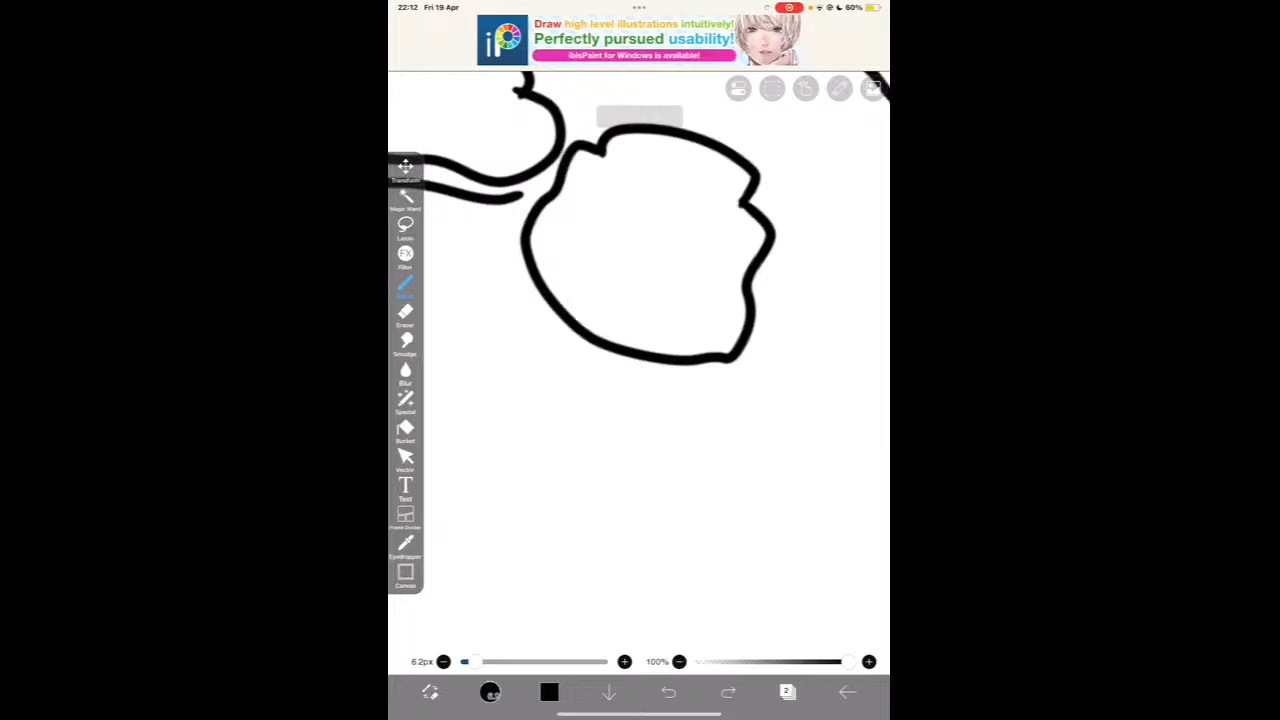 22:12 Fri 19 Apr
60%
iP
Draw high level illustrations intuitively!
Perfectly pursued usability!
ibisPaint for Windows is available!
Transform
Magic Wand
Lasso
FX
Filter
Eraser
Smudge
Blur
Special
Bucket
Vector
T
Text
Frame Divider
Eyedropper
Canvas
6.2px
100%
2